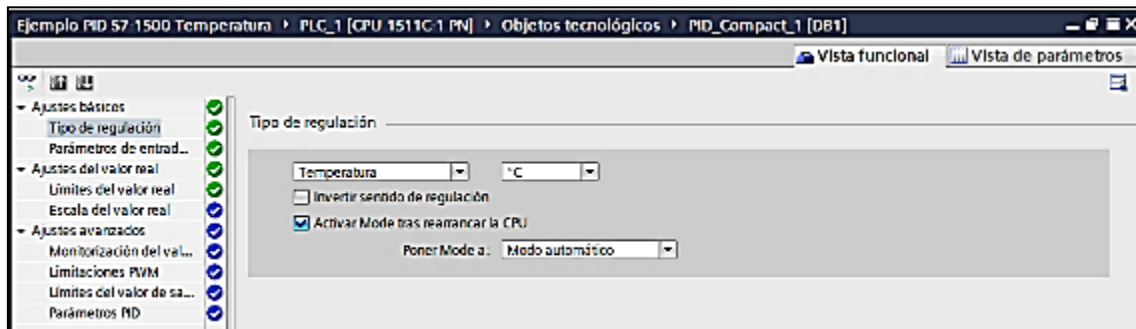 Ejemplo PID S7-1500 Temperatura ▸ PLC_1 [CPU 1511C-1 PN] ▸ Objetos tecnológicos ▸ PID_Compact_1 [DB1]
Vista funcional
Vista de parámetros
Ajustes básicos
Tipo de regulación
Parámetros de entrad...
Ajustes del valor real
Límites del valor real
Escala del valor real
Ajustes avanzados
Monitorización del val...
Limitaciones PWM
Límites del valor de sa...
Parámetros PID
Tipo de regulación
Temperatura
°C
Invertir sentido de regulación
Activar Mode tras rearrancar la CPU
Poner Mode a: Modo automático